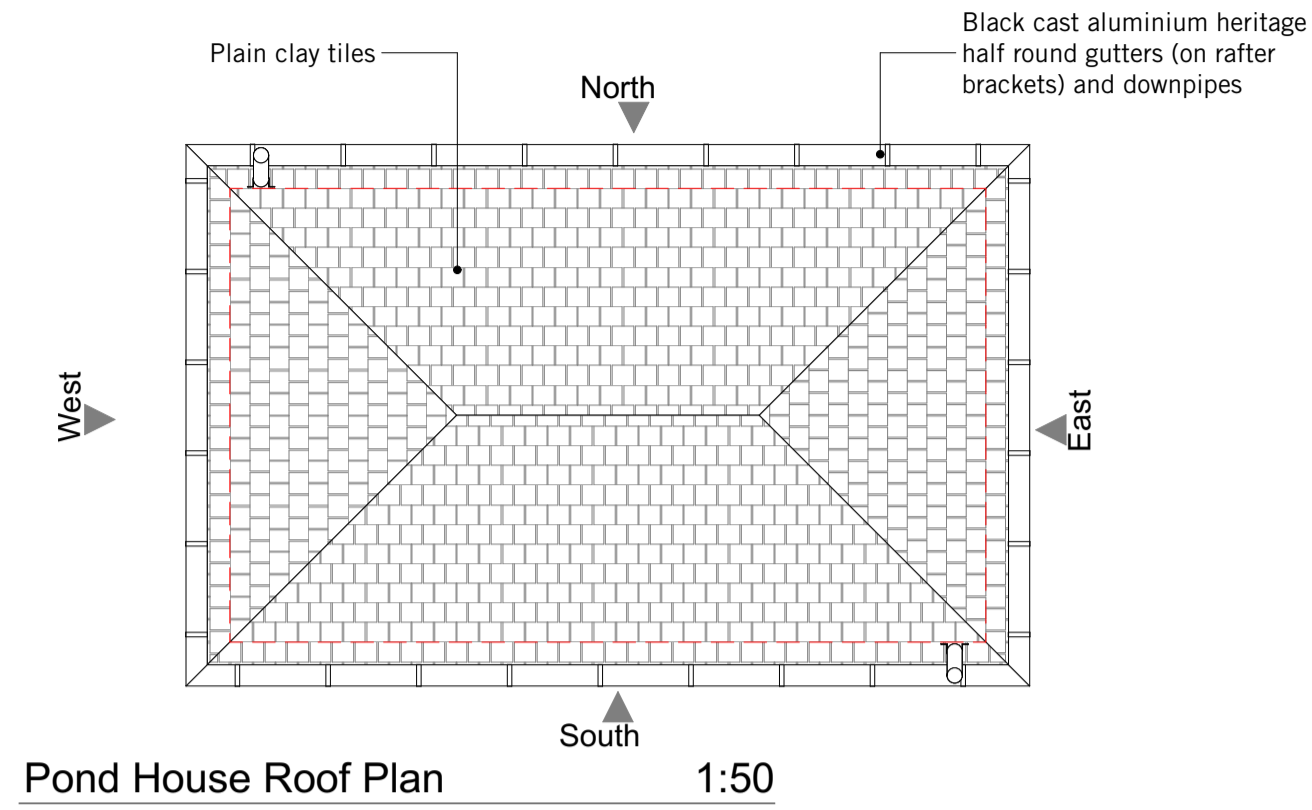 Black cast aluminium heritage
half round gutters (on rafter
brackets) and downpipes
Plain clay tiles
North
West
East
South
Pond House Roof Plan 1:50